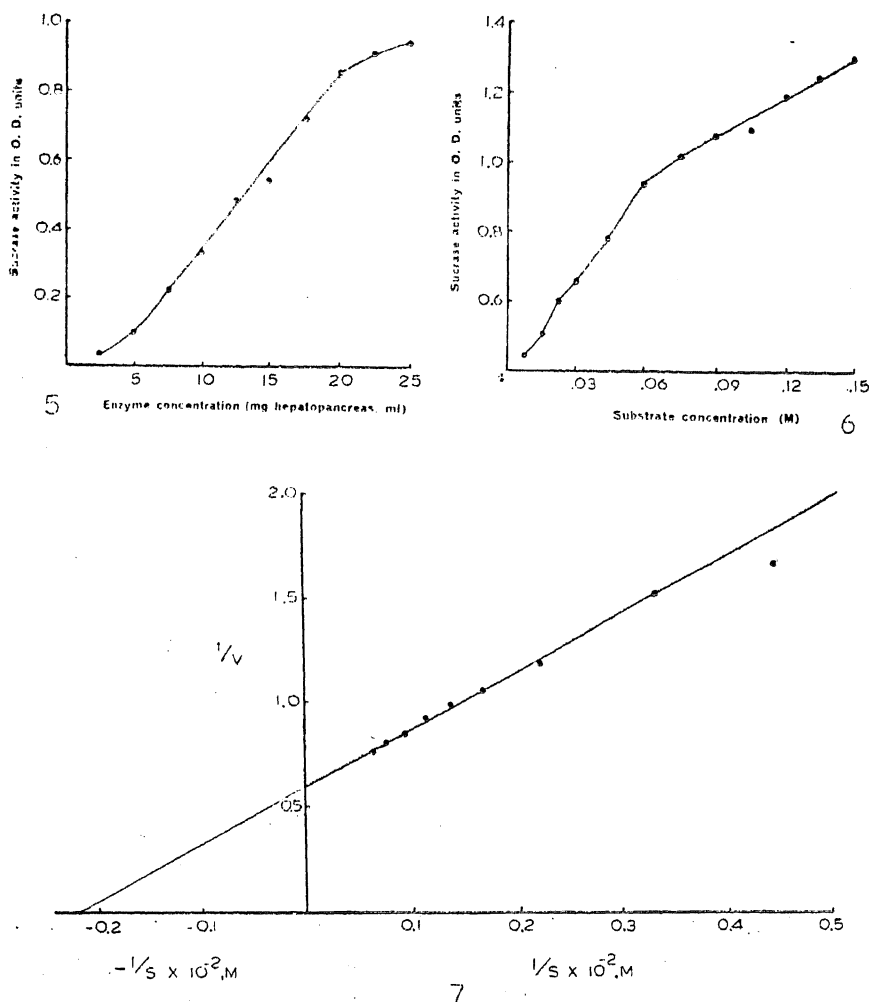 1.0
0.8
0.6
0.4
0.2
Sucrase activity in O. D. units
5 10 15 20 25
Enzyme concentration (mg hepatopancreas, ml)
5
1.4
1.2
1.0
0.8
0.6
Sucrase activity in O. D. units
.03 .06 .09 .12 .15
Substrate concentration (M)
6
2.0
1.5
1.0
0.5
1/v
-0.2 -0.1 0.1 0.2 0.3 0.4 0.5
-1/s x 10-2,M
1/s x 10-2,M
7